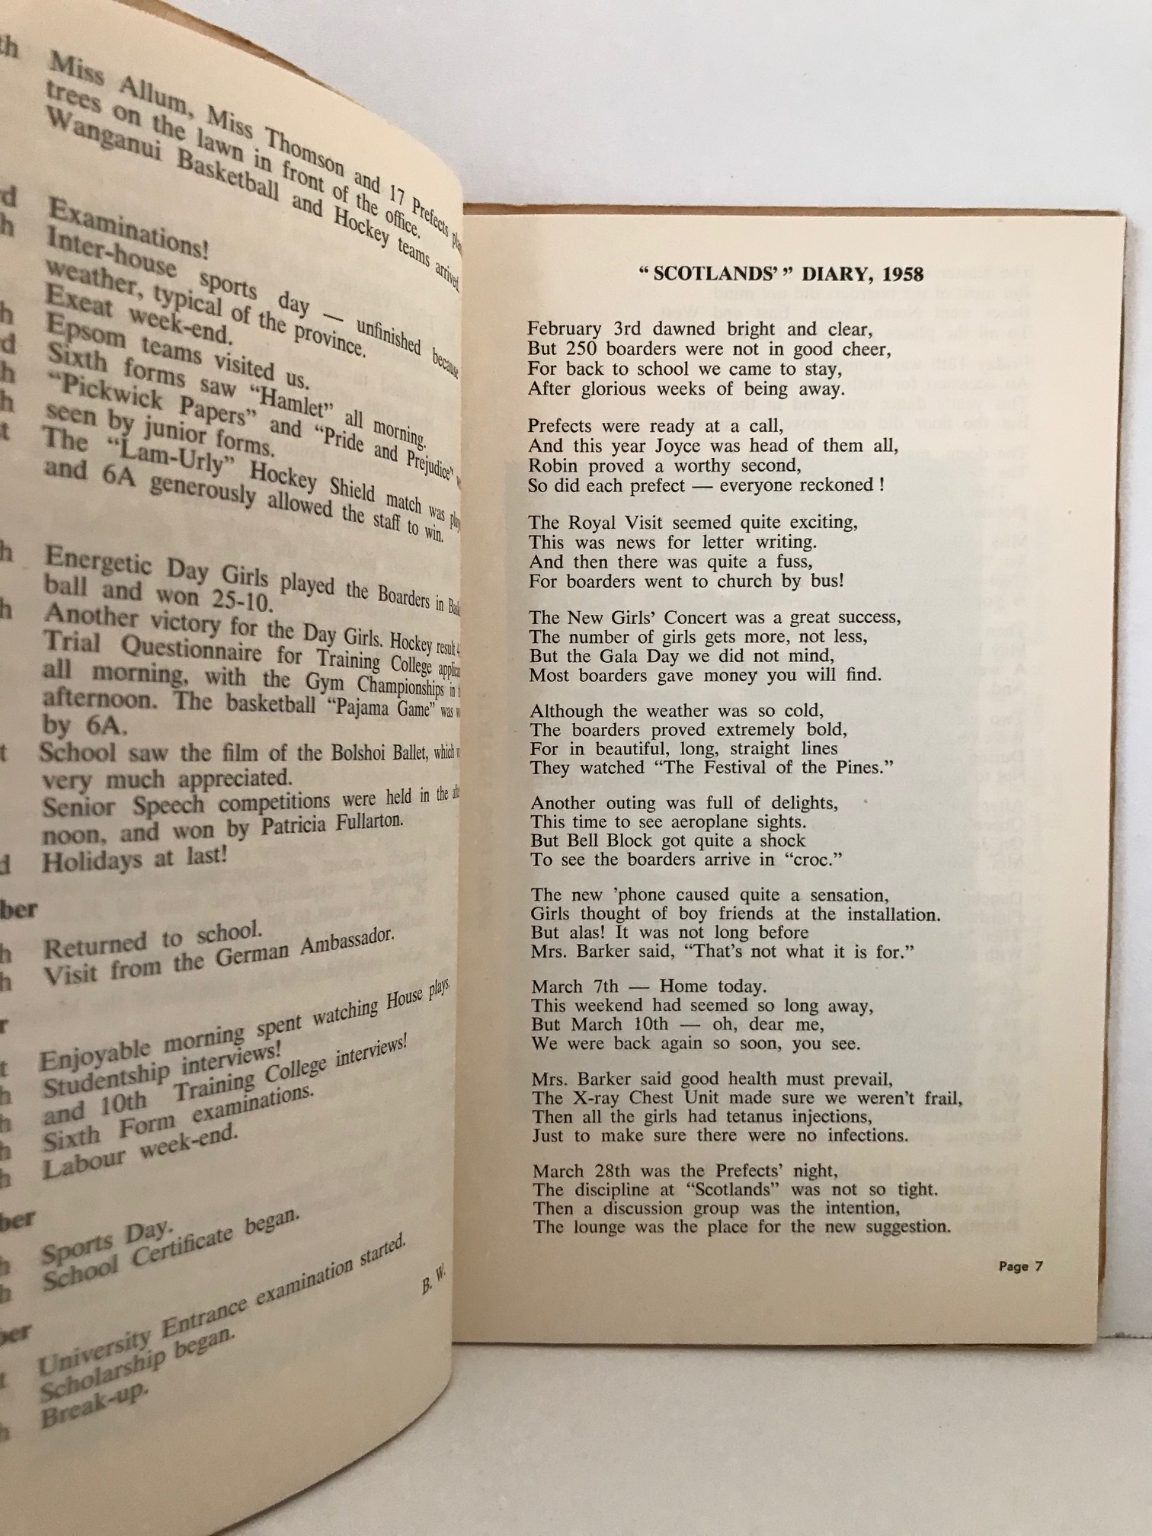 th Miss Allum, Miss Thomson and 17 Prefects
trees on the lawn in front of the office.
Wanganui Basketball and Hockey teams arrived.
rd Examinations!
h Inter-house sports day — unfinished because
weather, typical of the province.
Exeat week-end.
h Epsom teams visited us.
rd Sixth forms saw "Hamlet" all morning.
h "Pickwick Papers" and "Pride and Prejudice"
h seen by junior forms.
t The "Lam-Urly" Hockey Shield match was
and 6A generously allowed the staff to win.
h Energetic Day Girls played the Boarders in
ball and won 25-10.
h Another victory for the Day Girls. Hockey result
Trial Questionnaire for Training College
all morning, with the Gym Championships in
afternoon. The basketball "Pajama Game" was
by 6A.
t School saw the film of the Bolshoi Ballet, which
very much appreciated.
Senior Speech competitions were held in the
noon, and won by Patricia Fullarton.
d Holidays at last!
ber
h Returned to school.
h Visit from the German Ambassador.
r
t Enjoyable morning spent watching House plays.
h Studentship interviews!
h and 10th Training College interviews!
h Sixth Form examinations.
h Labour week-end.
ber
h Sports Day.
h School Certificate began.
ber
t University Entrance examination started.
Scholarship began.
h Break-up.
B. W.
"SCOTLANDS'" DIARY, 1958
February 3rd dawned bright and clear,
But 250 boarders were not in good cheer,
For back to school we came to stay,
After glorious weeks of being away.
Prefects were ready at a call,
And this year Joyce was head of them all,
Robin proved a worthy second,
So did each prefect — everyone reckoned !
The Royal Visit seemed quite exciting,
This was news for letter writing.
And then there was quite a fuss,
For boarders went to church by bus!
The New Girls' Concert was a great success,
The number of girls gets more, not less,
But the Gala Day we did not mind,
Most boarders gave money you will find.
Although the weather was so cold,
The boarders proved extremely bold,
For in beautiful, long, straight lines
They watched "The Festival of the Pines."
Another outing was full of delights,
This time to see aeroplane sights.
But Bell Block got quite a shock
To see the boarders arrive in "croc."
The new 'phone caused quite a sensation,
Girls thought of boy friends at the installation.
But alas! It was not long before
Mrs. Barker said, "That's not what it is for."
March 7th — Home today.
This weekend had seemed so long away,
But March 10th — oh, dear me,
We were back again so soon, you see.
Mrs. Barker said good health must prevail,
The X-ray Chest Unit made sure we weren't frail,
Then all the girls had tetanus injections,
Just to make sure there were no infections.
March 28th was the Prefects' night,
The discipline at "Scotlands" was not so tight.
Then a discussion group was the intention,
The lounge was the place for the new suggestion.
Page 7